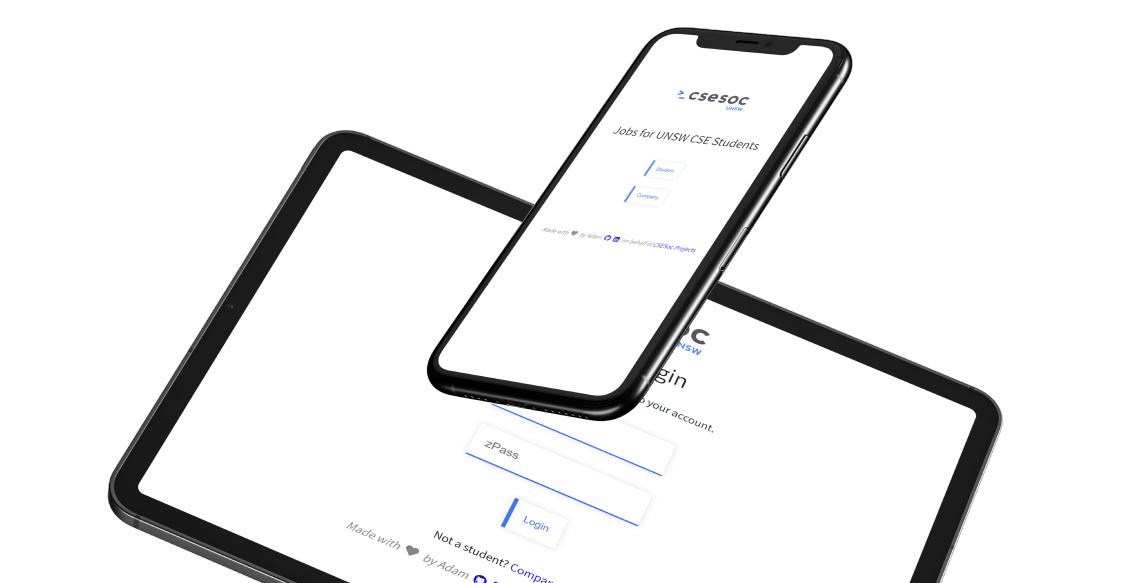 csesoc
UNSW
Jobs for UNSW CSE Students
Student
Company
Made with by Adam on behalf of CSESoc Projects
oc
UNSW
gin
your account.
zPass
Login
Not a student? Compan
Made with by Adam